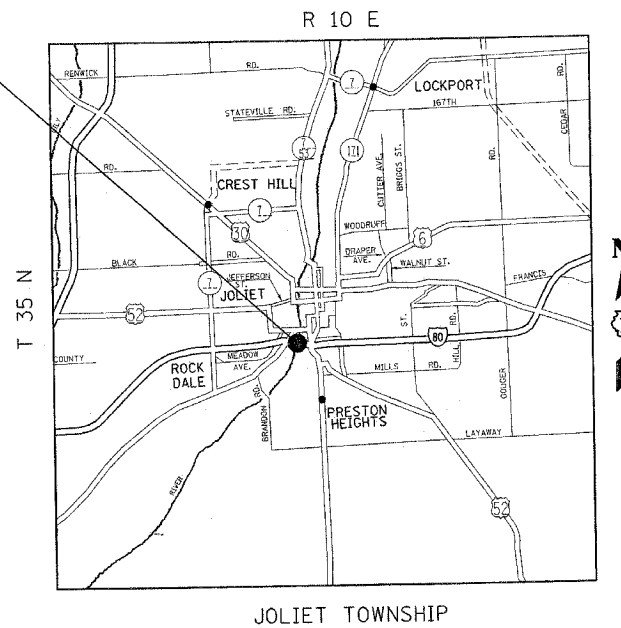 R 10 E
RENWICK
RD.
7
LOCKPORT
167TH
STATEVILLE RD.
RD.
CEDAR
RD.
7
53
171
CUTTER AVE.
BRIGGS ST.
RD.
CREST HILL
7
30
WOODRUFF
DRAPER
AVE.
6
BLACK
RD.
WALNUT ST.
7
JEFFERSON
ST.
FRANCIS
JOLIET
T 35 N
52
ST.
RD.
80
N
COUNTY
MEADOW
AVE.
ROCK
DALE
MILLS RD.
HILL
GOUGER
BRANDON
RD.
PRESTON
HEIGHTS
LAYAWAY
RIVER
52
JOLIET TOWNSHIP